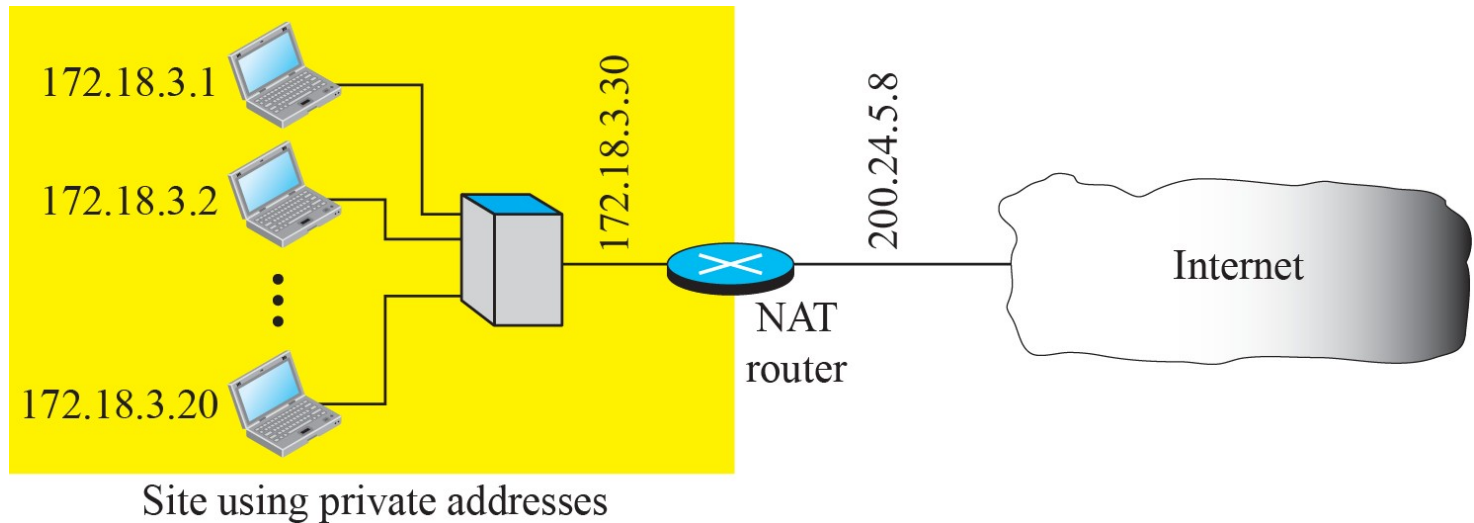 172.18.3.1
172.18.3.2
172.18.3.20
172.18.3.30
NAT
router
200.24.5.8
Internet
Site using private addresses